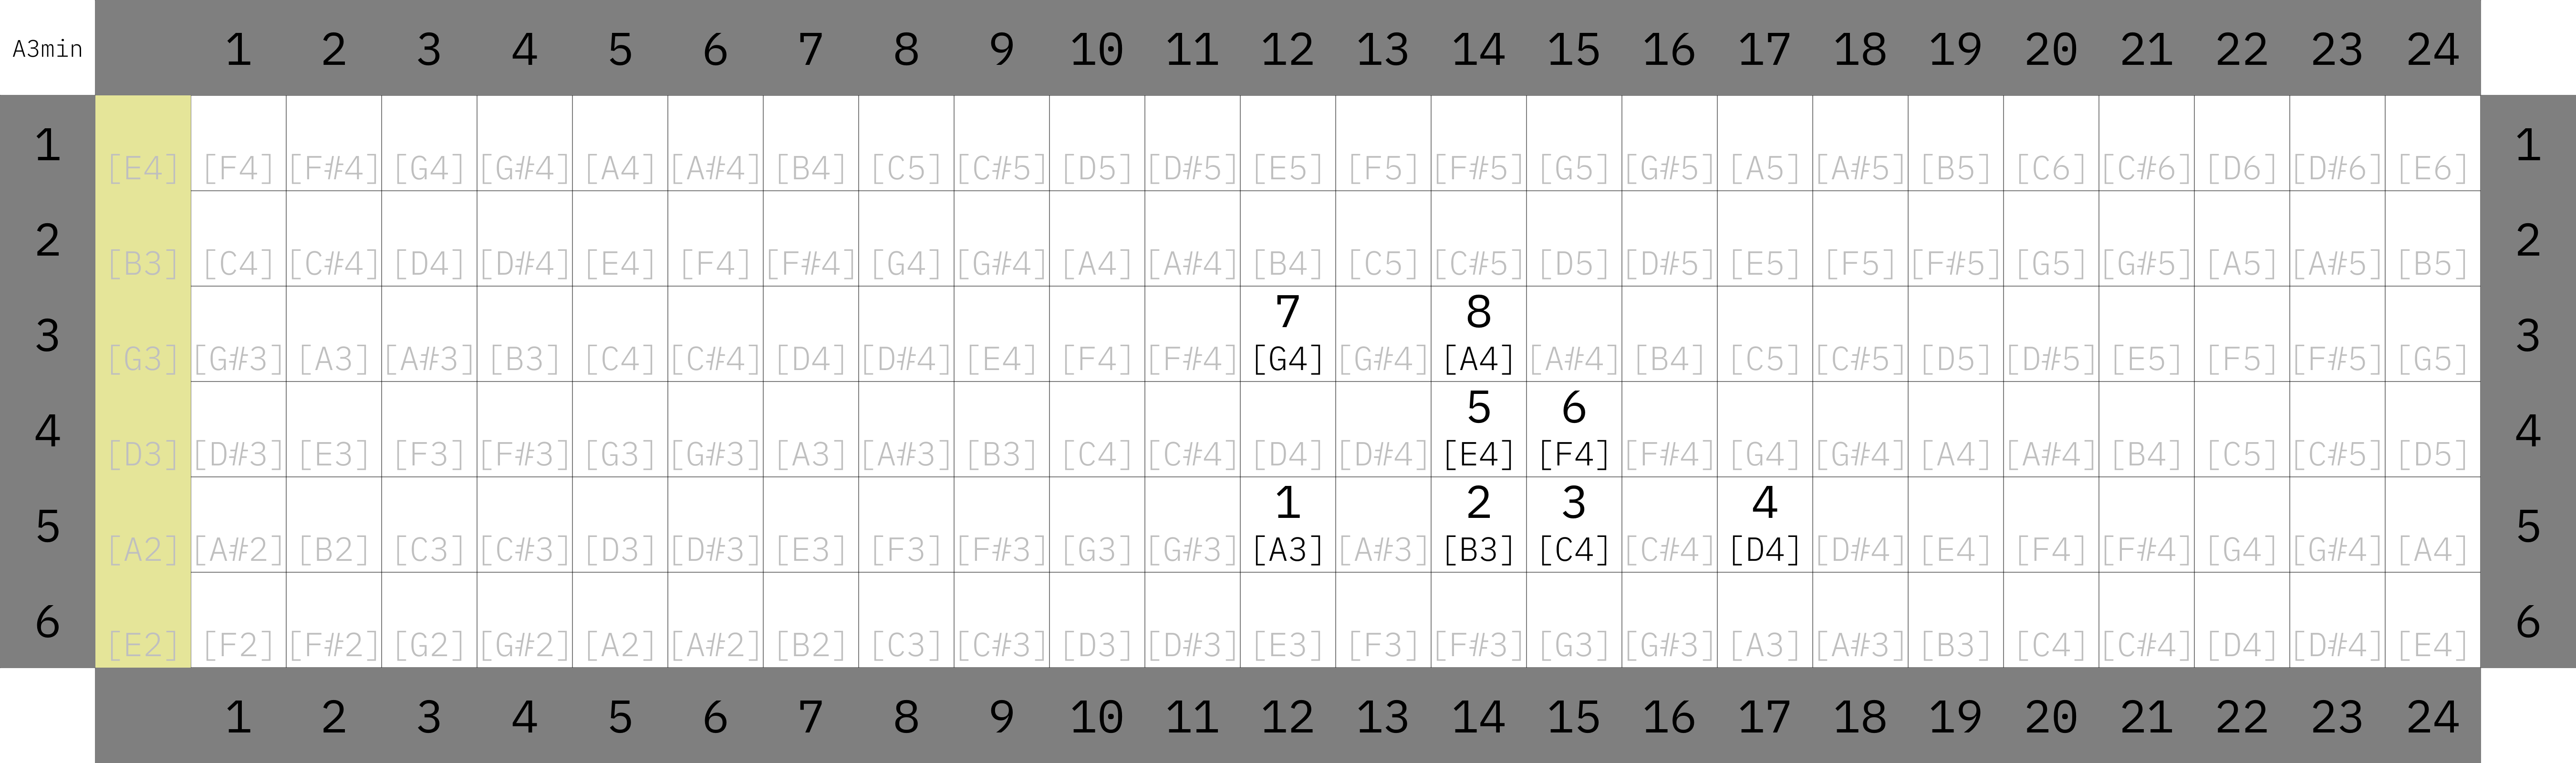 A3min 1 2 3 4 5 6 7 8 9 10 11 12 13 14 15 16 17 18 19 20 21 22 23 24
1 [E4] [F4] [F#4] [G4] [G#4] [A4] [A#4] [B4] [C5] [C#5] [D5] [D#5] [E5] [F5] [F#5] [G5] [G#5] [A5] [A#5] [B5] [C6] [C#6] [D6] [D#6] [E6] 1
2 [B3] [C4] [C#4] [D4] [D#4] [E4] [F4] [F#4] [G4] [G#4] [A4] [A#4] [B4] [C5] [C#5] [D5] [D#5] [E5] [F5] [F#5] [G5] [G#5] [A5] [A#5] [B5] 2
7 8
3 [G3] [G#3] [A3] [A#3] [B3] [C4] [C#4] [D4] [D#4] [E4] [F4] [F#4] [G4] [G#4] [A4] [A#4] [B4] [C5] [C#5] [D5] [D#5] [E5] [F5] [F#5] [G5] 3
5 6
4 [D3] [D#3] [E3] [F3] [F#3] [G3] [G#3] [A3] [A#3] [B3] [C4] [C#4] [D4] [D#4] [E4] [F4] [F#4] [G4] [G#4] [A4] [A#4] [B4] [C5] [C#5] [D5] 4
1 2 3 4
5 [A2] [A#2] [B2] [C3] [C#3] [D3] [D#3] [E3] [F3] [F#3] [G3] [G#3] [A3] [A#3] [B3] [C4] [C#4] [D4] [D#4] [E4] [F4] [F#4] [G4] [G#4] [A4] 5
6 [E2] [F2] [F#2] [G2] [G#2] [A2] [A#2] [B2] [C3] [C#3] [D3] [D#3] [E3] [F3] [F#3] [G3] [G#3] [A3] [A#3] [B3] [C4] [C#4] [D4] [D#4] [E4] 6
1 2 3 4 5 6 7 8 9 10 11 12 13 14 15 16 17 18 19 20 21 22 23 24